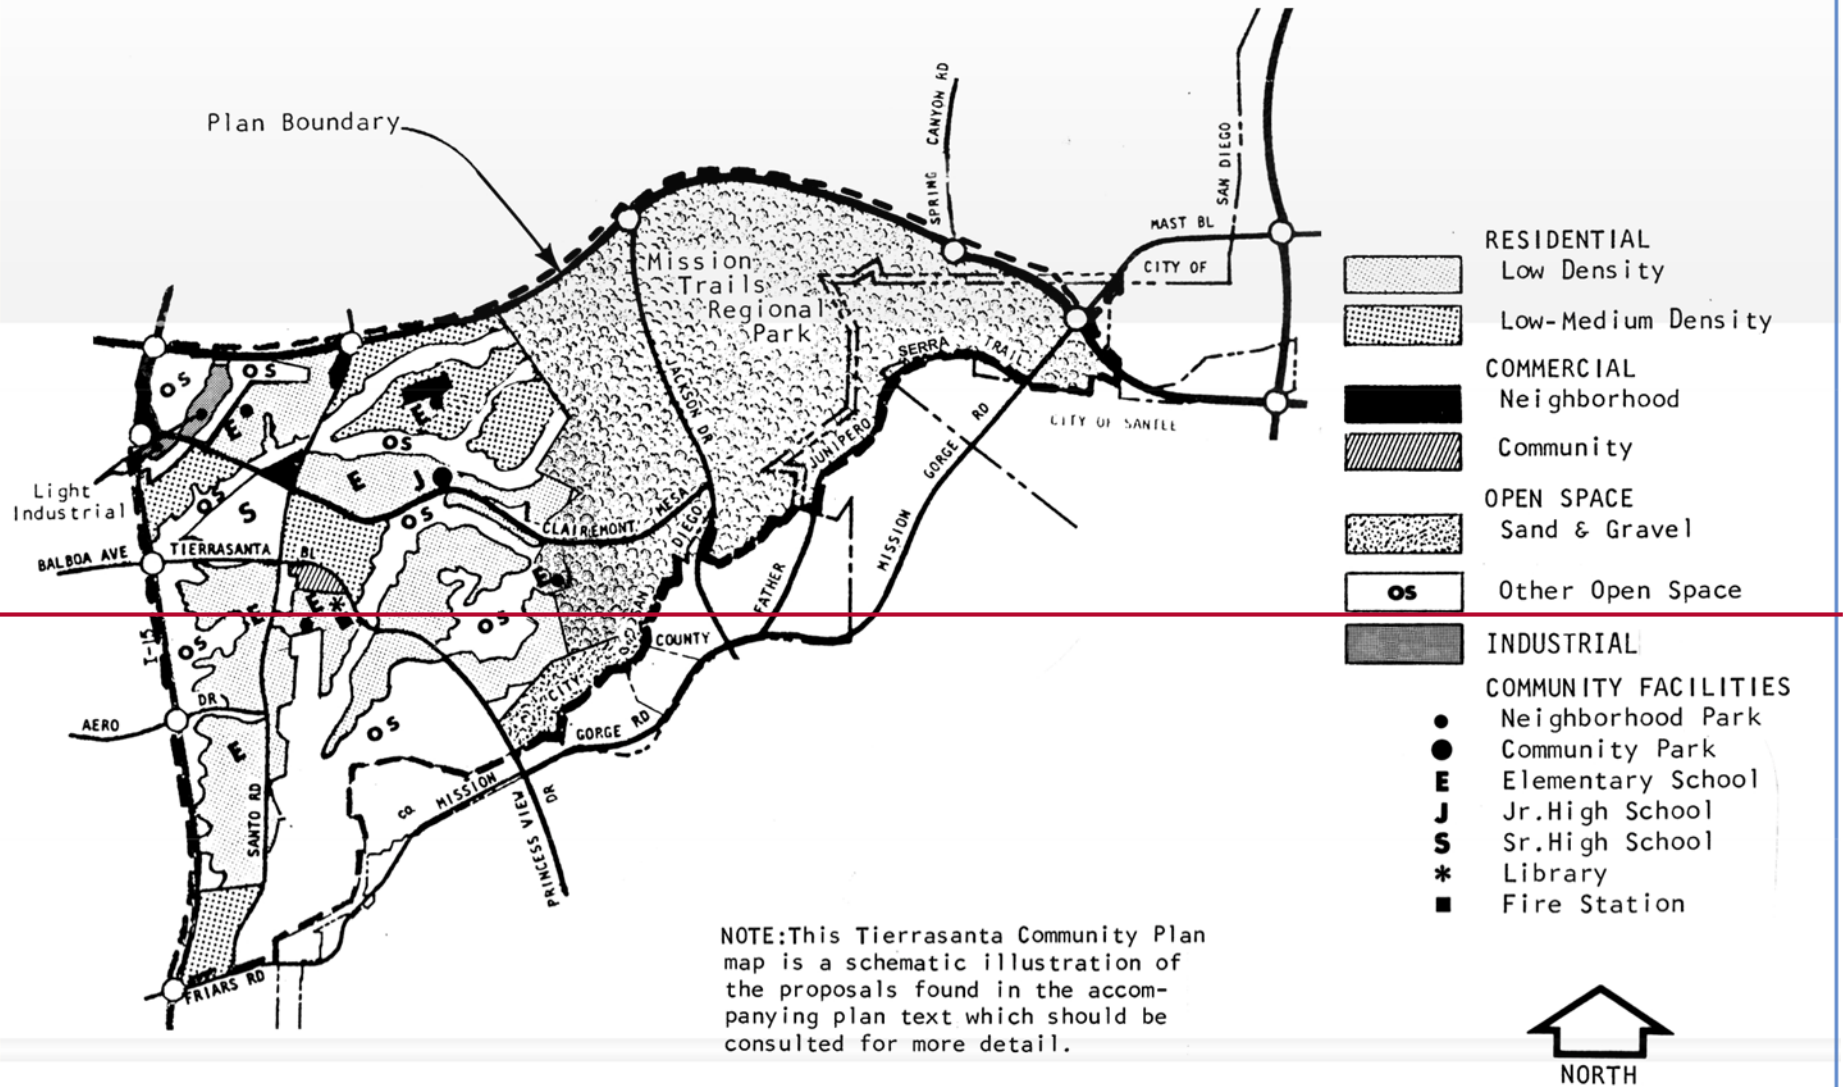 Plan Boundary
SPRING CANYON RD
SAN DIEGO
MAST BL
CITY OF
Mission
Trails
Regional
Park
SERRA TRAIL
JACKSON DR
JUNIPERO
CITY OF SANTEE
GORGE RD
MISSION
OS
OS
E
E
OS
E
J
Light
Industrial
OS
S
OS
CLAIREMONT MESA
DIEGO
BALBOA AVE
TIERRASANTA BL
E
FATHER
E
E
*
OS
SAN
OS
I-15
COUNTY
CITY
OF
AERO DR
OS
GORGE RD
E
CO. MISSION
SANTO RD
PRINCESS VIEW DR
FRIARS RD
RESIDENTIAL
Low Density
Low-Medium Density
COMMERCIAL
Neighborhood
Community
OPEN SPACE
Sand & Gravel
OS Other Open Space
INDUSTRIAL
COMMUNITY FACILITIES
Neighborhood Park
Community Park
E Elementary School
J Jr.High School
S Sr.High School
* Library
Fire Station
NOTE:This Tierrasanta Community Plan
map is a schematic illustration of
the proposals found in the accom-
panying plan text which should be
consulted for more detail.
NORTH